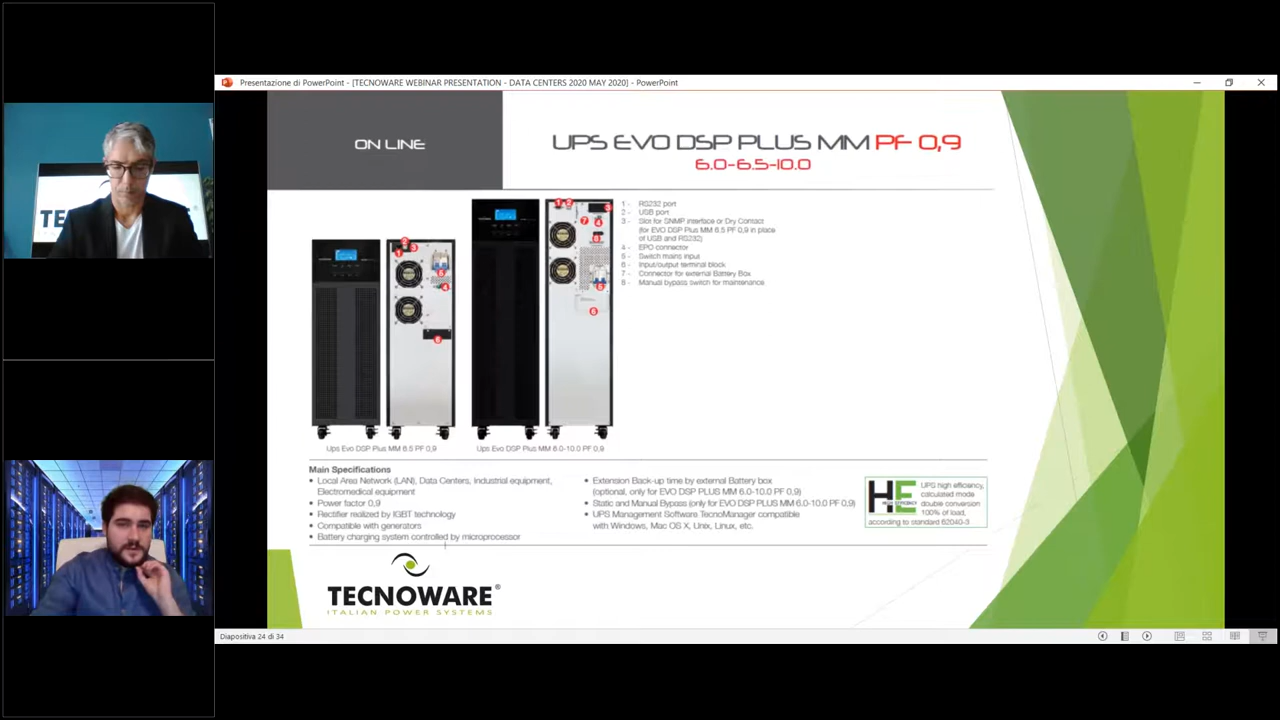 Presentazione di PowerPoint - [TECNOWARE WEBINAR PRESENTATION - DATA CENTERS 2020 MAY 2020] - PowerPoint
ON LINE
UPS EVO DSP PLUS MM PF 0,9
6.0-6.5-10.0
1 - RS232 port
2 - USB port
3 - Slot for SNMP interface or Dry Contact
(for EVO DSP Plus MM 6.5 PF 0,9 in place
of USB and RS232)
4 - EPO connector
5 - Switch mains input
6 - Input/output terminal block
7 - Connector for external Battery Box
8 - Manual bypass switch for maintenance
Ups Evo DSP Plus MM 6.5 PF 0,9
Ups Evo DSP Plus MM 6.0-10.0 PF 0,9
Main Specifications
• Local Area Network (LAN), Data Centers, Industrial equipment,
Electromedical equipment
• Power factor 0,9
• Rectifier realized by IGBT technology
• Compatible with generators
• Battery charging system controlled by microprocessor
• Extension Back-up time by external Battery box
(optional, only for EVO DSP PLUS MM 6.0-10.0 PF 0,9)
• Static and Manual Bypass (only for EVO DSP PLUS MM 6.0-10.0 PF 0,9)
• UPS Management Software TecnoManager compatible
with Windows, Mac OS X, Unix, Linux, etc.
HE
HIGH EFFICIENCY
UPS high efficiency,
calculated mode
double conversion
100% of load,
according to standard 62040-3
TECNOWARE®
ITALIAN POWER SYSTEMS
Diapositiva 24 di 34